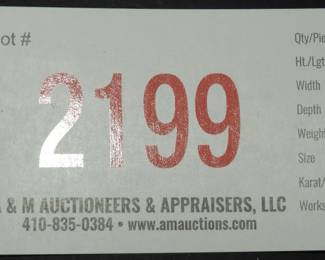 ot #
2199
& M AUCTIONEERS & APPRAISERS, LLC
410-835-0384 • www.amauctions.com
Qty/Pie
Ht./Lgt
Width
Depth
Weight
Size
Karat/
Works